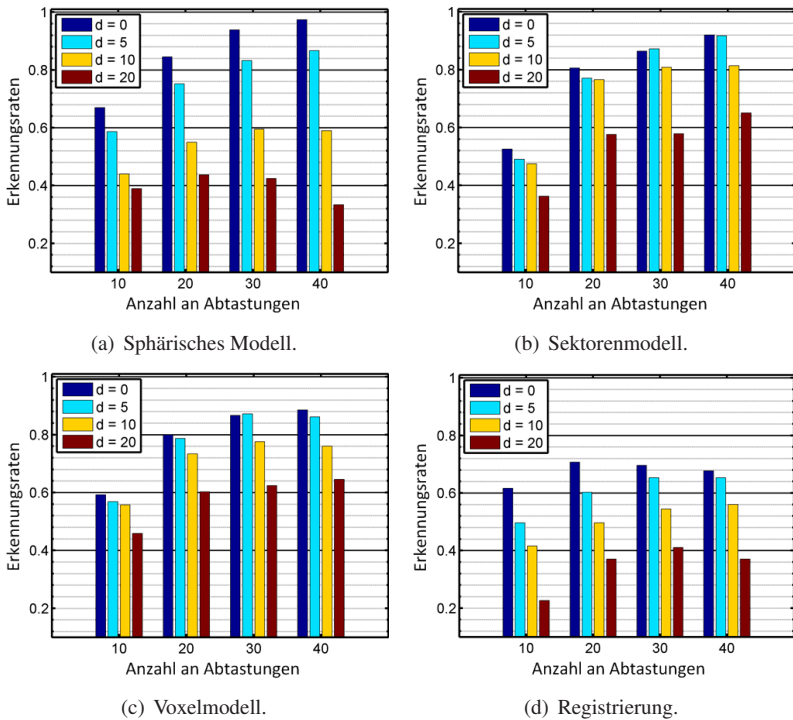 1
0.8
0.6
0.4
0.2
d = 0
d = 5
d = 10
d = 20
Erkennungsraten
10 20 30 40
Anzahl an Abtastungen
(a) Sphärisches Modell.
1
0.8
0.6
0.4
0.2
d = 0
d = 5
d = 10
d = 20
Erkennungsraten
10 20 30 40
Anzahl an Abtastungen
(b) Sektorenmodell.
1
0.8
0.6
0.4
0.2
d = 0
d = 5
d = 10
d = 20
Erkennungsraten
10 20 30 40
Anzahl an Abtastungen
(c) Voxelmodell.
1
0.8
0.6
0.4
0.2
d = 0
d = 5
d = 10
d = 20
Erkennungsraten
10 20 30 40
Anzahl an Abtastungen
(d) Registrierung.